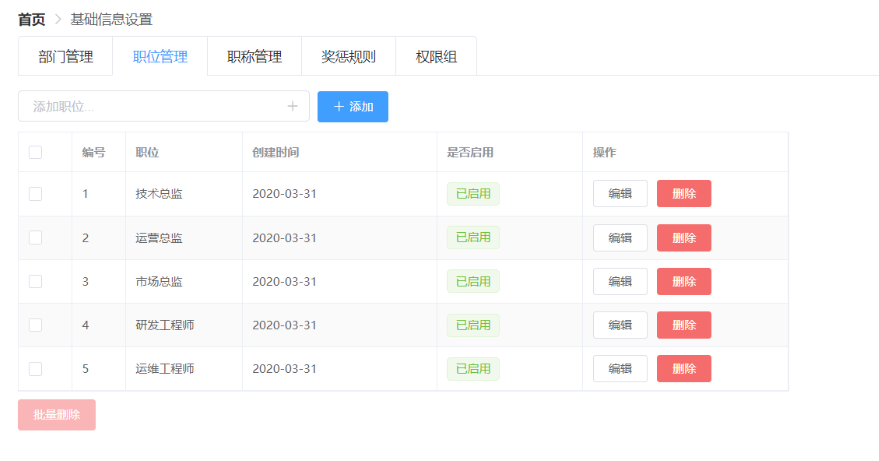 首页 > 基础信息设置
部门管理 职位管理 职称管理 奖惩规则 权限组
添加职位... + + 添加
编号 职位 创建时间 是否启用 操作
1 技术总监 2020-03-31 已启用 编辑 删除
2 运营总监 2020-03-31 已启用 编辑 删除
3 市场总监 2020-03-31 已启用 编辑 删除
4 研发工程师 2020-03-31 已启用 编辑 删除
5 运维工程师 2020-03-31 已启用 编辑 删除
批量删除